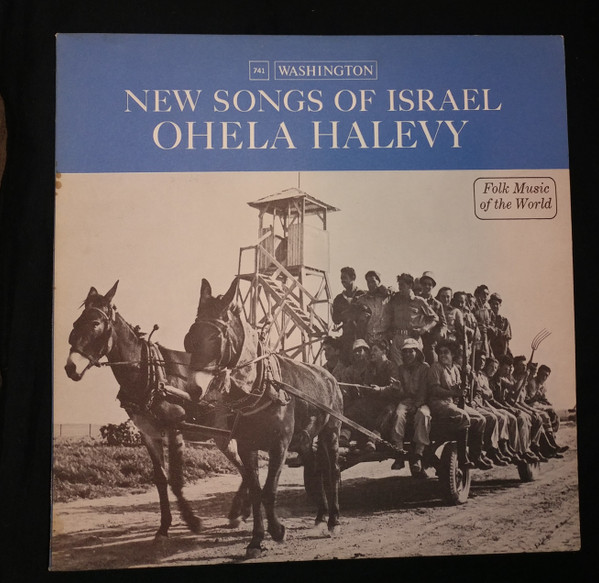 741 WASHINGTON
NEW SONGS OF ISRAEL
OHELA HALEVY
Folk Music
of the World